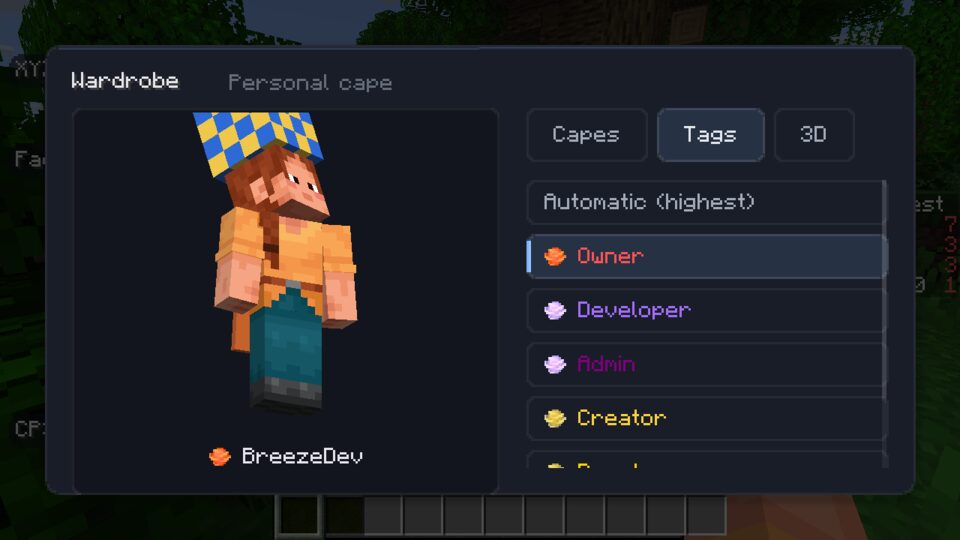 Wardrobe
Personal cape
Capes
Tags
3D
Automatic (highest)
Owner
Developer
Admin
Creator
BreezeDev